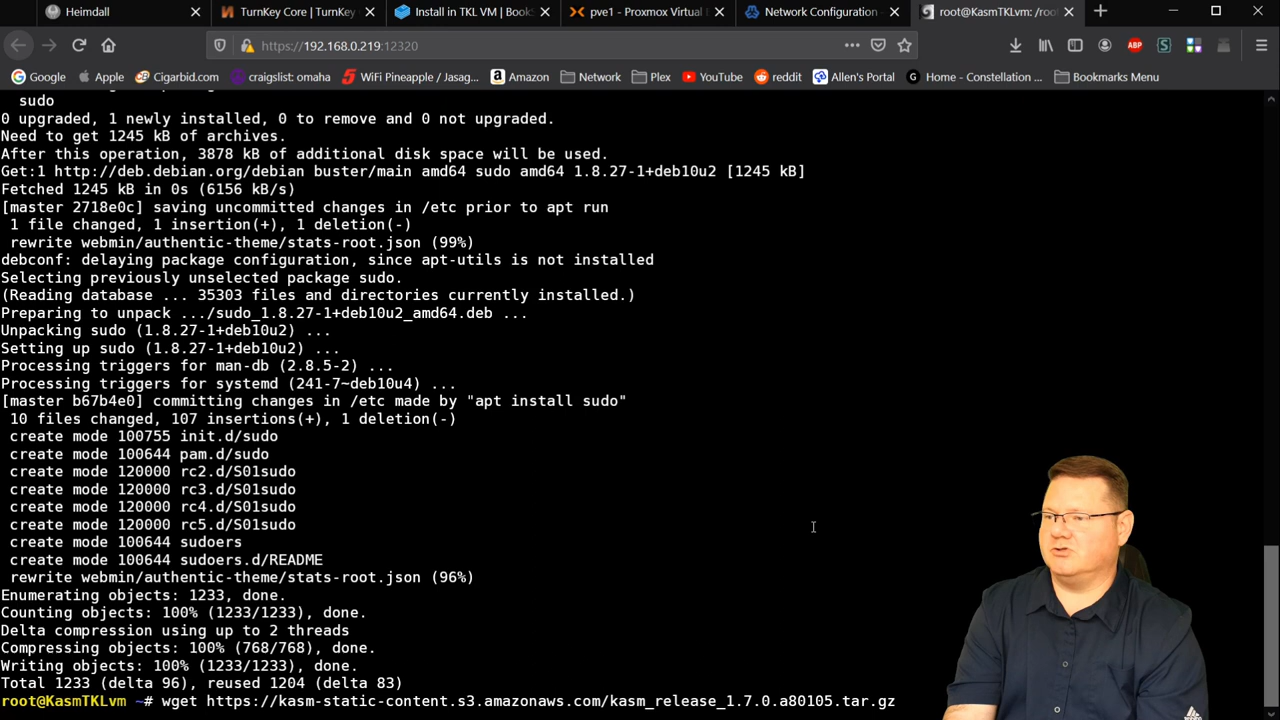 Heimdall
TurnKey Core | TurnKey
Install in TKL VM | Book
pve1 - Proxmox Virtual E
Network Configuration
root@KasmTKLvm: /roo
https://192.168.0.219:12320
Google
Apple
Cigarbid.com
craigslist: omaha
WiFi Pineapple / Jasag...
Amazon
Network
Plex
YouTube
reddit
Allen's Portal
Home - Constellation ...
Bookmarks Menu
ABP
sudo
0 upgraded, 1 newly installed, 0 to remove and 0 not upgraded.
Need to get 1245 kB of archives.
After this operation, 3878 kB of additional disk space will be used.
Get:1 http://deb.debian.org/debian buster/main amd64 sudo amd64 1.8.27-1+deb10u2 [1245 kB]
Fetched 1245 kB in 0s (6156 kB/s)
[master 2718e0c] saving uncommitted changes in /etc prior to apt run
1 file changed, 1 insertion(+), 1 deletion(-)
rewrite webmin/authentic-theme/stats-root.json (99%)
debconf: delaying package configuration, since apt-utils is not installed
Selecting previously unselected package sudo.
(Reading database ... 35303 files and directories currently installed.)
Preparing to unpack .../sudo_1.8.27-1+deb10u2_amd64.deb ...
Unpacking sudo (1.8.27-1+deb10u2) ...
Setting up sudo (1.8.27-1+deb10u2) ...
Processing triggers for man-db (2.8.5-2) ...
Processing triggers for systemd (241-7~deb10u4) ...
[master b67b4e0] committing changes in /etc made by "apt install sudo"
10 files changed, 107 insertions(+), 1 deletion(-)
create mode 100755 init.d/sudo
create mode 100644 pam.d/sudo
create mode 120000 rc2.d/S01sudo
create mode 120000 rc3.d/S01sudo
create mode 120000 rc4.d/S01sudo
create mode 120000 rc5.d/S01sudo
create mode 100644 sudoers
create mode 100644 sudoers.d/README
rewrite webmin/authentic-theme/stats-root.json (96%)
Enumerating objects: 1233, done.
Counting objects: 100% (1233/1233), done.
Delta compression using up to 2 threads
Compressing objects: 100% (768/768), done.
Writing objects: 100% (1233/1233), done.
Total 1233 (delta 96), reused 1204 (delta 83)
root@KasmTKLvm ~# wget https://kasm-static-content.s3.amazonaws.com/kasm_release_1.7.0.a80105.tar.gz